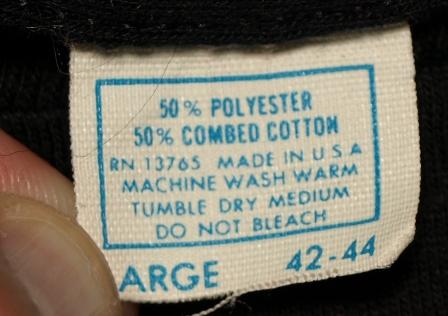 50% POLYESTER
50% COMBED COTTON
RN 13765 MADE IN U S A
MACHINE WASH WARM
TUMBLE DRY MEDIUM
DO NOT BLEACH
ARGE 42-44